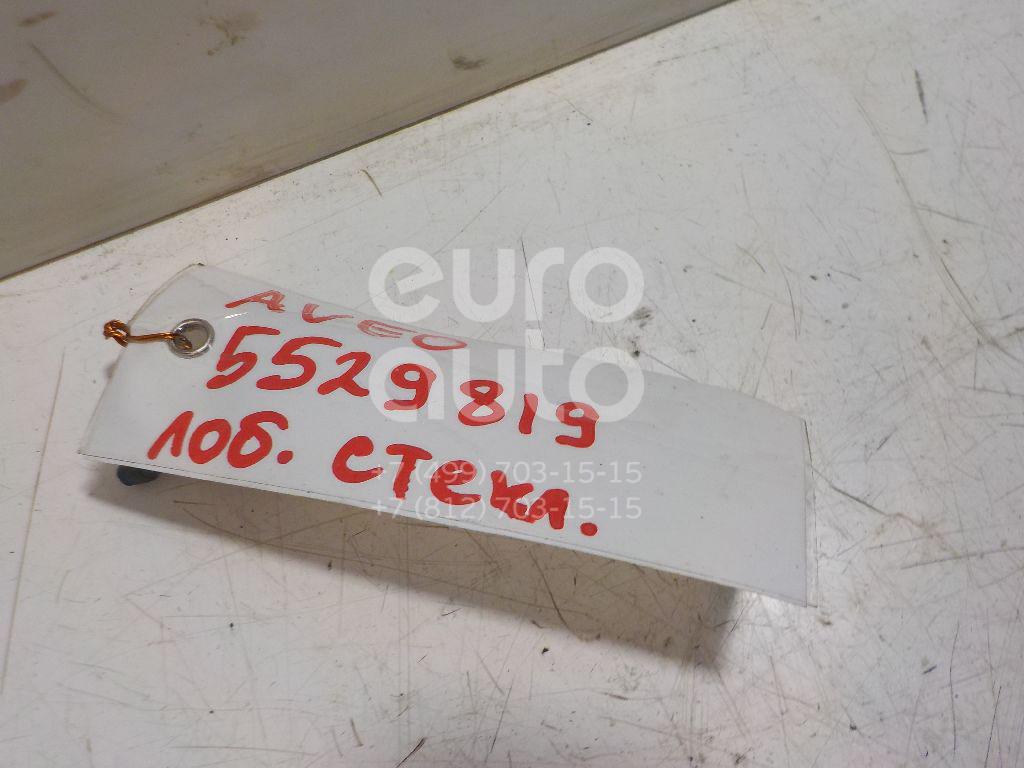 AVEO
5529819
лоб. стекл.
euro
auto
+7 (499) 703-15-15
+7 (812) 703-15-15